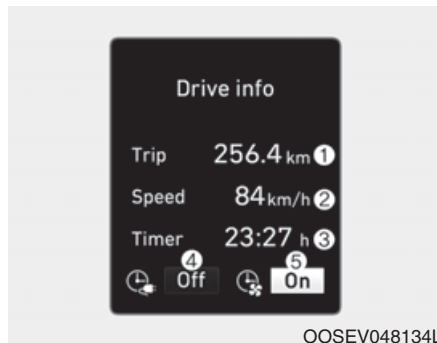 Drive info
Trip 256.4 km ①
Speed 84 km/h ②
Timer 23:27 h ③
④ ⑤
Off On
OOSEV048134L